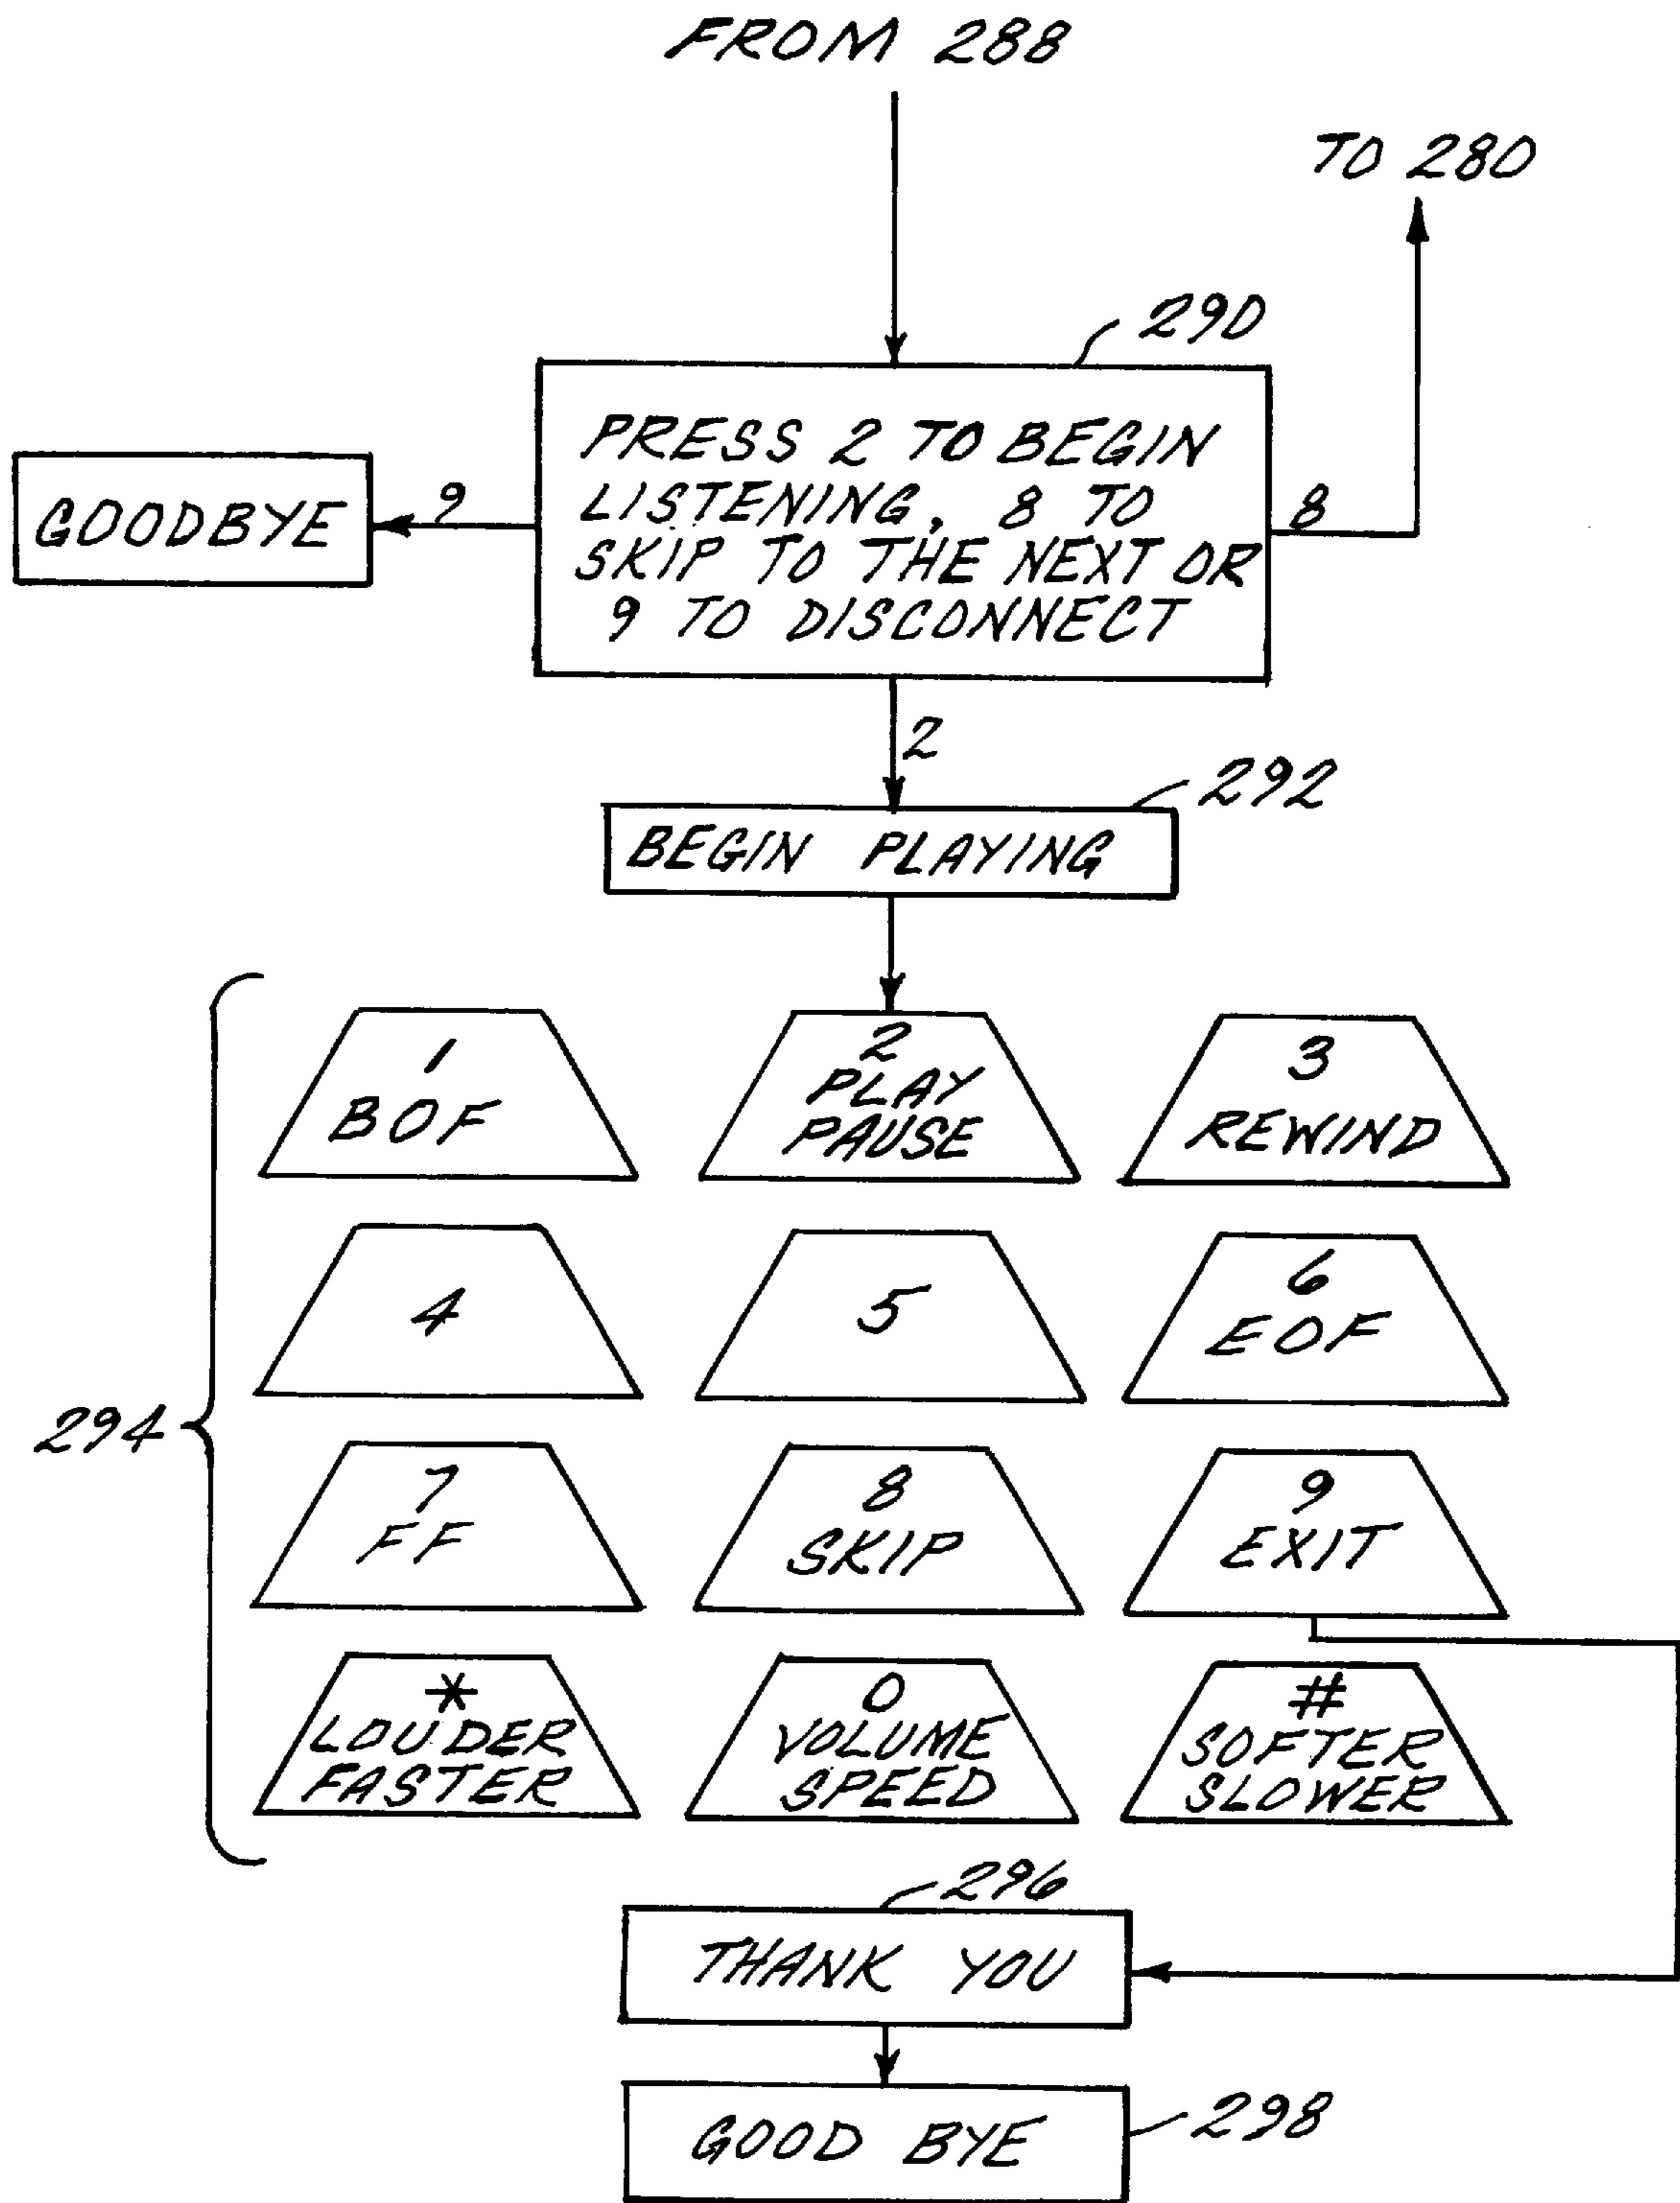 FROM 288
TO 280
290
PRESS 2 TO BEGIN
LISTENING, 8 TO
SKIP TO THE NEXT OR
9 TO DISCONNECT
GOODBYE
9
8
2
292
BEGIN PLAYING
294
1
BOF
2
PLAY
PAUSE
3
REWIND
4
5
6
EOF
7
FF
8
SKIP
9
EXIT
*
LOUDER
FASTER
0
VOLUME
SPEED
#
SOFTER
SLOWER
296
THANK YOU
298
GOOD BYE